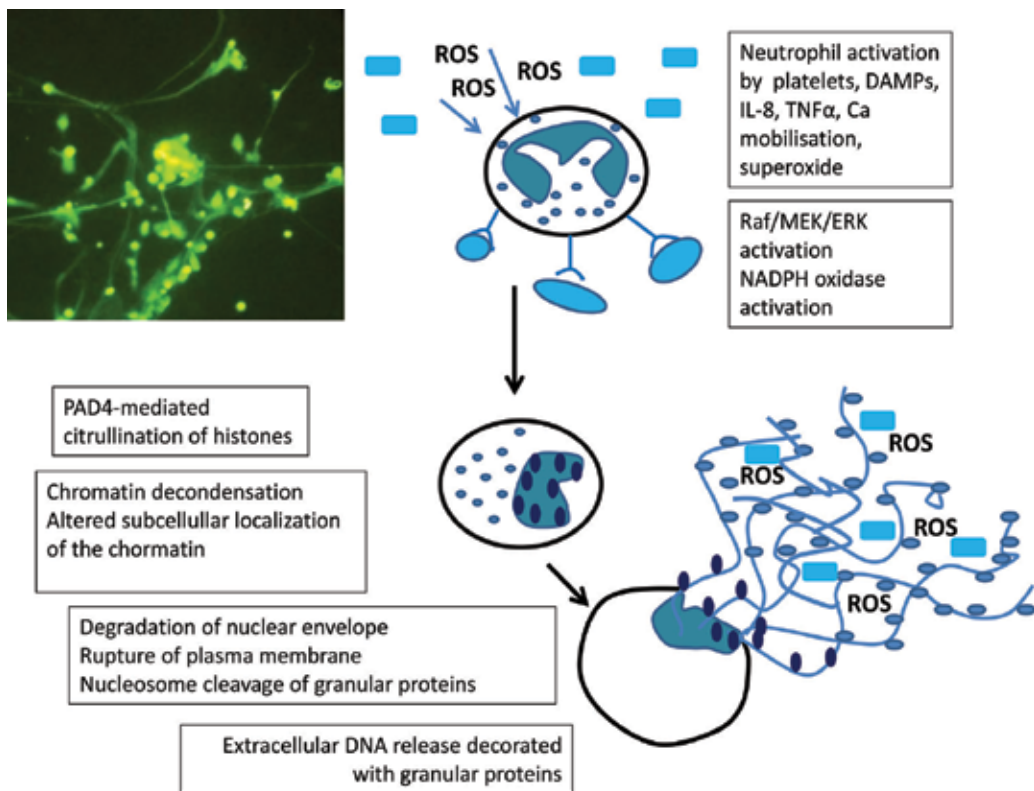 ROS
ROS
ROS
Neutrophil activation
by platelets, DAMPs,
IL-8, TNFα, Ca
mobilisation,
superoxide
Raf/MEK/ERK
activation
NADPH oxidase
activation
PAD4-mediated
citrullination of histones
Chromatin decondensation
Altered subcellullar localization
of the chormatin
ROS
ROS
ROS
ROS
Degradation of nuclear envelope
Rupture of plasma membrane
Nucleosome cleavage of granular proteins
Extracellular DNA release decorated
with granular proteins